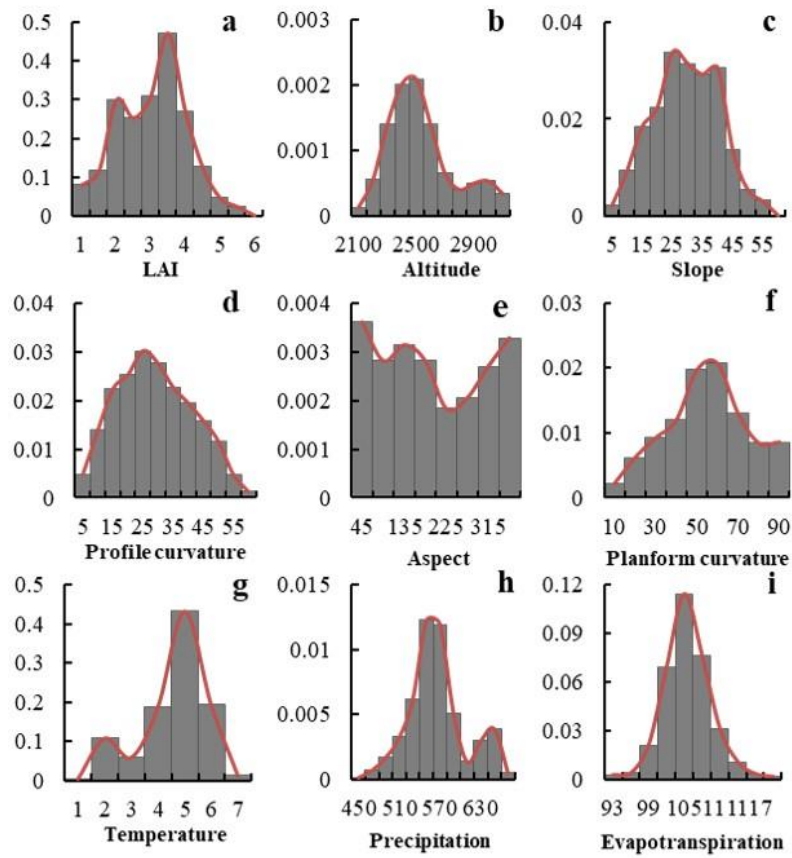 a
0.5
0.4
0.3
0.2
0.1
0
1 2 3 4 5 6
LAI
b
0.003
0.002
0.001
0
2100 2500 2900
Altitude
c
0.04
0.02
0
5 15 25 35 45 55
Slope
d
0.04
0.03
0.02
0.01
0
5 15 25 35 45 55
Profile curvature
e
0.004
0.003
0.002
0.001
0
45 135 225 315
Aspect
f
0.03
0.02
0.01
0
10 30 50 70 90
Planform curvature
g
0.5
0.4
0.3
0.2
0.1
0
1 2 3 4 5 6 7
Temperature
h
0.015
0.01
0.005
0
450 510 570 630
Precipitation
i
0.12
0.09
0.06
0.03
0
93 99 105111117
Evapotranspiration